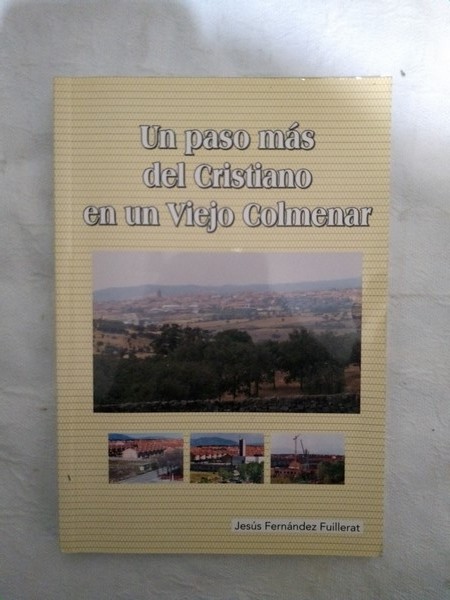 Un paso más
del Cristiano
en un Viejo Colmenar
Jesús Fernández Fuillerat